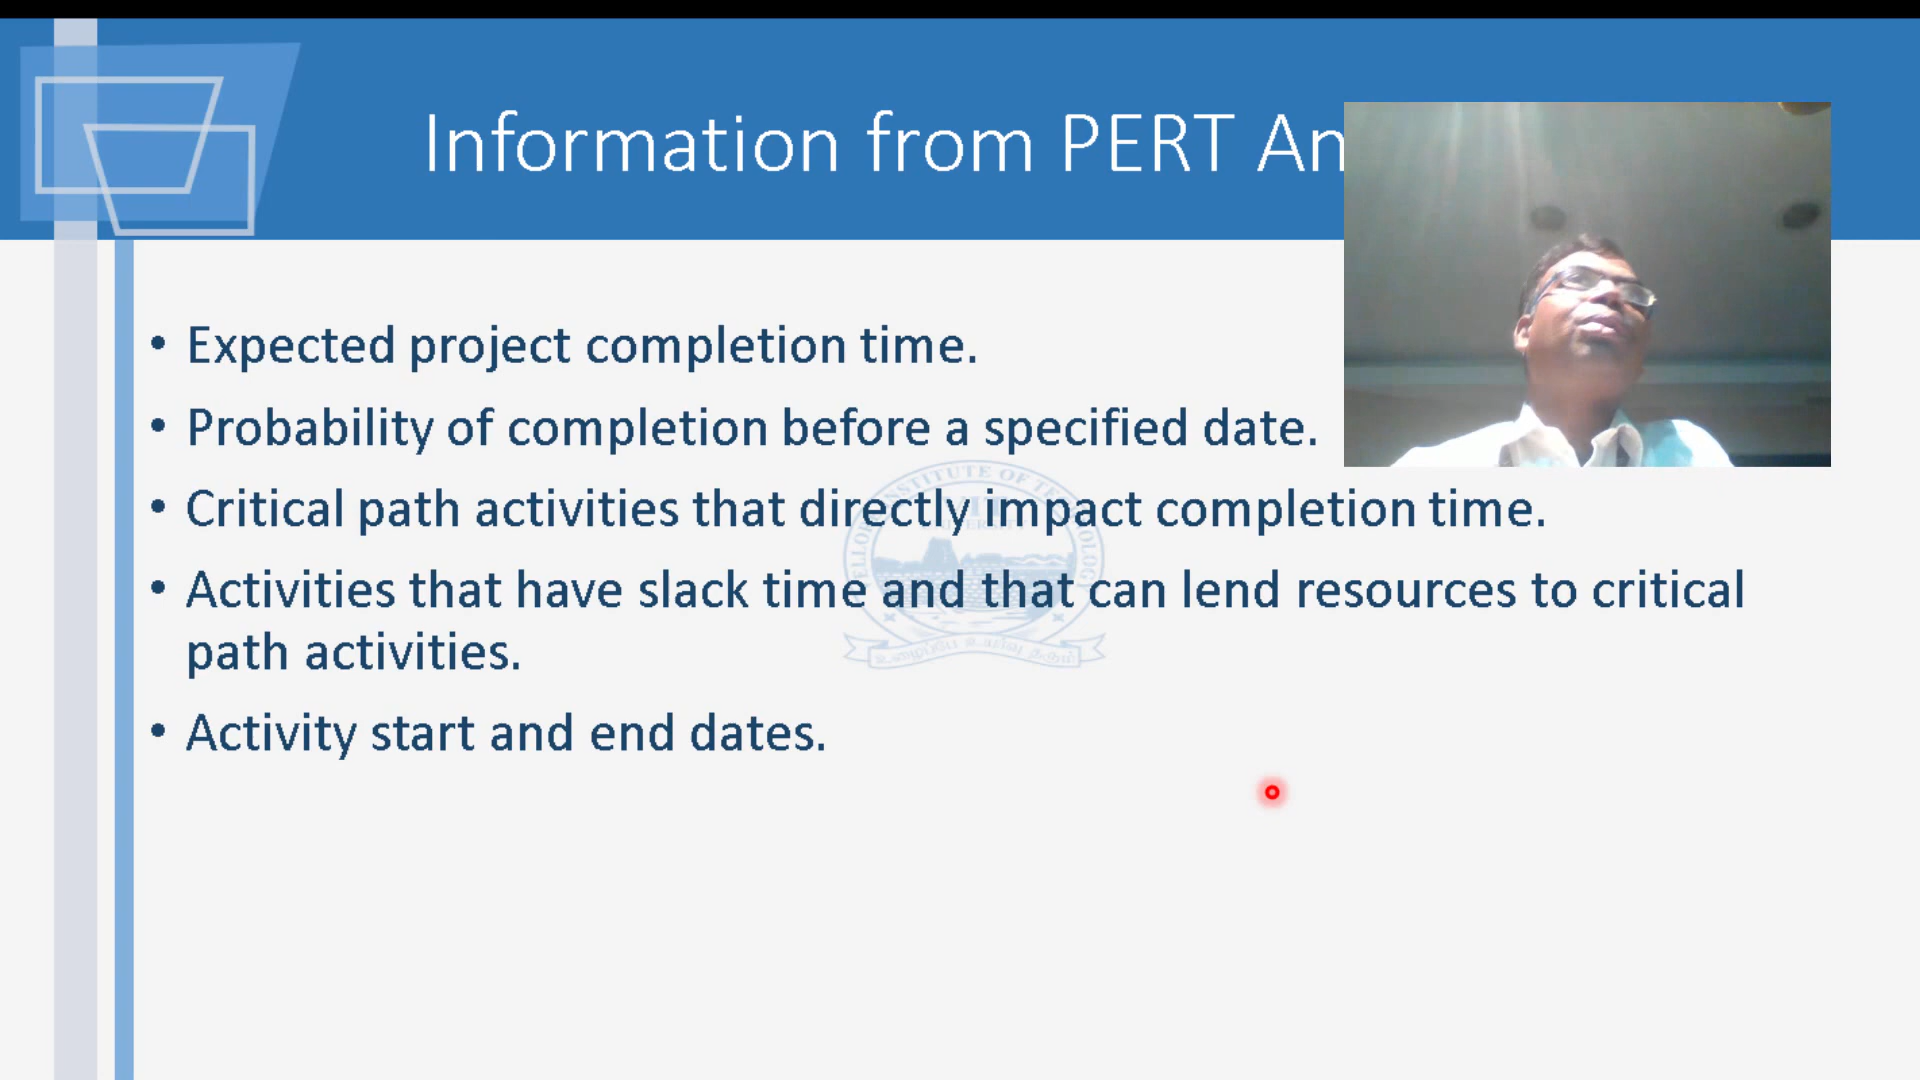 Information from PERT An
• Expected project completion time.
• Probability of completion before a specified date.
• Critical path activities that directly impact completion time.
• Activities that have slack time and that can lend resources to critical
path activities.
• Activity start and end dates.